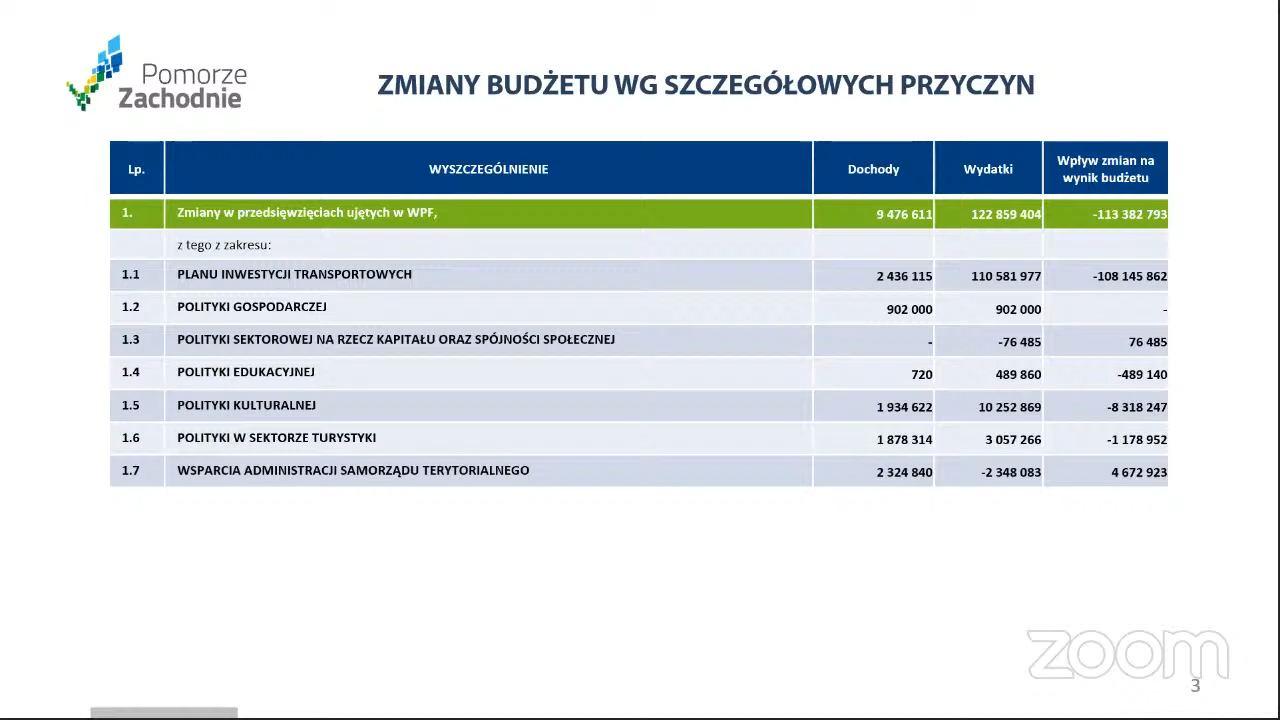 Pomorze
Zachodnie
ZMIANY BUDŻETU WG SZCZEGÓŁOWYCH PRZYCZYN
Lp. WYSZCZEGÓLNIENIE Dochody Wydatki Wpływ zmian na wynik budżetu
1. Zmiany w przedsięwzięciach ujętych w WPF, 9 476 611 122 859 404 -113 382 793
z tego z zakresu:
1.1 PLANU INWESTYCJI TRANSPORTOWYCH 2 436 115 110 581 977 -108 145 862
1.2 POLITYKI GOSPODARCZEJ 902 000 902 000 -
1.3 POLITYKI SEKTOROWEJ NA RZECZ KAPITAŁU ORAZ SPÓJNOŚCI SPOŁECZNEJ - -76 485 76 485
1.4 POLITYKI EDUKACYJNEJ 720 489 860 -489 140
1.5 POLITYKI KULTURALNEJ 1 934 622 10 252 869 -8 318 247
1.6 POLITYKI W SEKTORZE TURYSTYKI 1 878 314 3 057 266 -1 178 952
1.7 WSPARCIA ADMINISTRACJI SAMORZĄDU TERYTORIALNEGO 2 324 840 -2 348 083 4 672 923
zoom
3